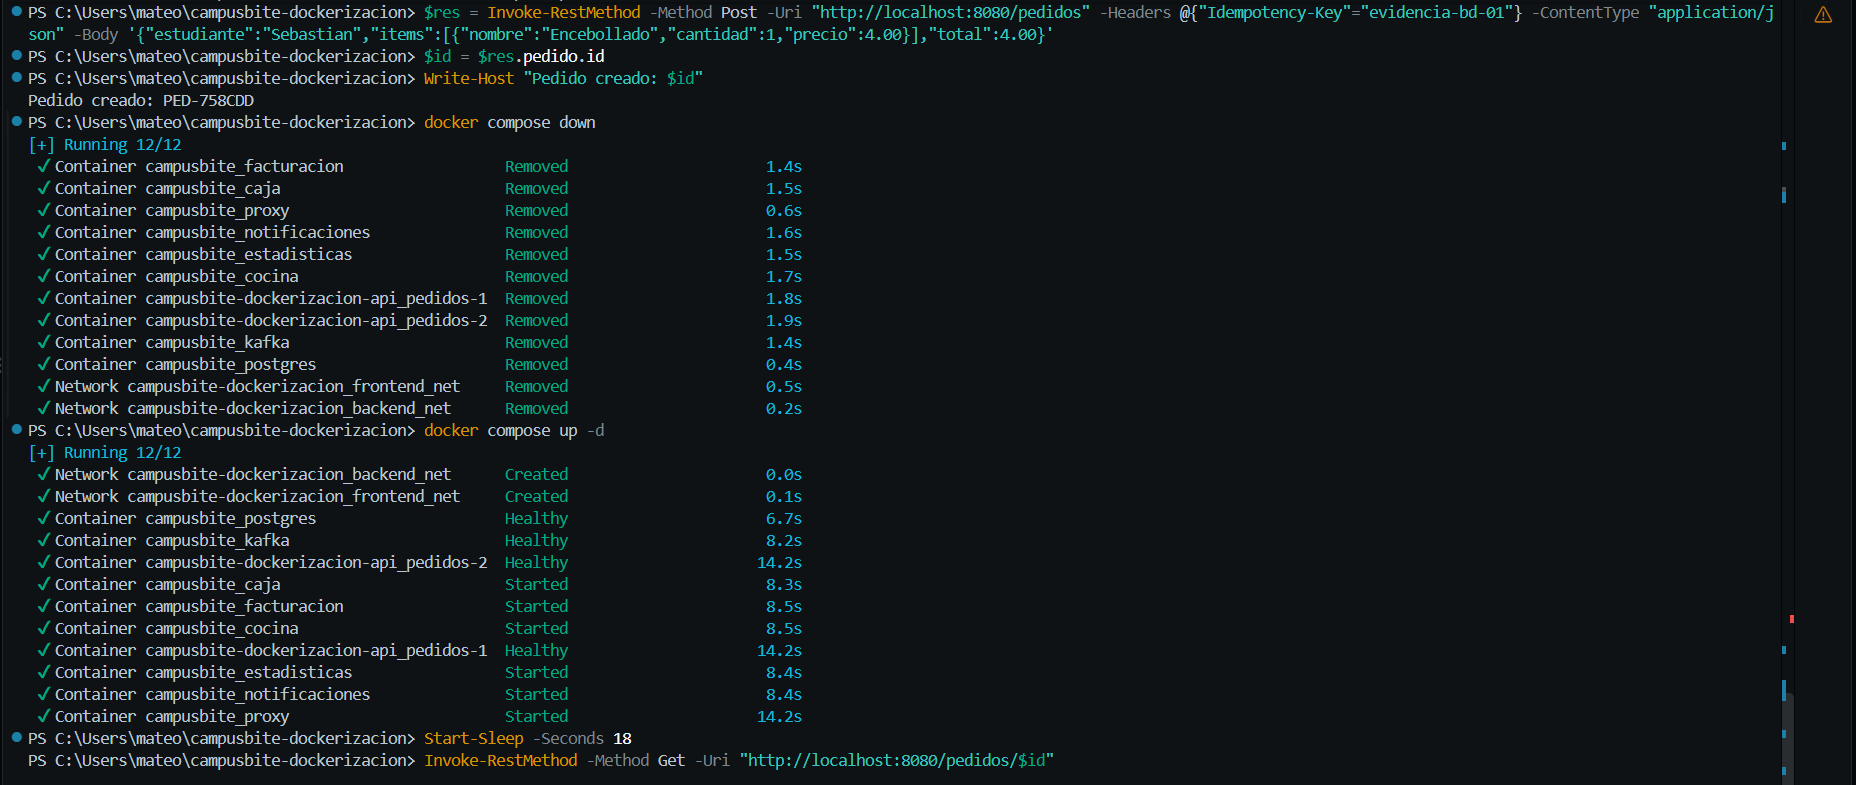 PS C:\Users\mateo\campusbite-dockerizacion> $res = Invoke-RestMethod -Method Post -Uri "http://localhost:8080/pedidos" -Headers @{"Idempotency-Key"="evidencia-bd-01"} -ContentType "application/j
son" -Body '{"estudiante":"Sebastian","items":[{"nombre":"Encebollado","cantidad":1,"precio":4.00}],"total":4.00}'
PS C:\Users\mateo\campusbite-dockerizacion> $id = $res.pedido.id
PS C:\Users\mateo\campusbite-dockerizacion> Write-Host "Pedido creado: $id"
Pedido creado: PED-758CDD
PS C:\Users\mateo\campusbite-dockerizacion> docker compose down
[+] Running 12/12
✔ Container campusbite_facturacion Removed 1.4s
✔ Container campusbite_caja Removed 1.5s
✔ Container campusbite_proxy Removed 0.6s
✔ Container campusbite_notificaciones Removed 1.6s
✔ Container campusbite_estadisticas Removed 1.5s
✔ Container campusbite_cocina Removed 1.7s
✔ Container campusbite-dockerizacion-api_pedidos-1 Removed 1.8s
✔ Container campusbite-dockerizacion-api_pedidos-2 Removed 1.9s
✔ Container campusbite_kafka Removed 1.4s
✔ Container campusbite_postgres Removed 0.4s
✔ Network campusbite-dockerizacion_frontend_net Removed 0.5s
✔ Network campusbite-dockerizacion_backend_net Removed 0.2s
PS C:\Users\mateo\campusbite-dockerizacion> docker compose up -d
[+] Running 12/12
✔ Network campusbite-dockerizacion_backend_net Created 0.0s
✔ Network campusbite-dockerizacion_frontend_net Created 0.1s
✔ Container campusbite_postgres Healthy 6.7s
✔ Container campusbite_kafka Healthy 8.2s
✔ Container campusbite-dockerizacion-api_pedidos-2 Healthy 14.2s
✔ Container campusbite_caja Started 8.3s
✔ Container campusbite_facturacion Started 8.5s
✔ Container campusbite_cocina Started 8.5s
✔ Container campusbite-dockerizacion-api_pedidos-1 Healthy 14.2s
✔ Container campusbite_estadisticas Started 8.4s
✔ Container campusbite_notificaciones Started 8.4s
✔ Container campusbite_proxy Started 14.2s
PS C:\Users\mateo\campusbite-dockerizacion> Start-Sleep -Seconds 18
PS C:\Users\mateo\campusbite-dockerizacion> Invoke-RestMethod -Method Get -Uri "http://localhost:8080/pedidos/$id"